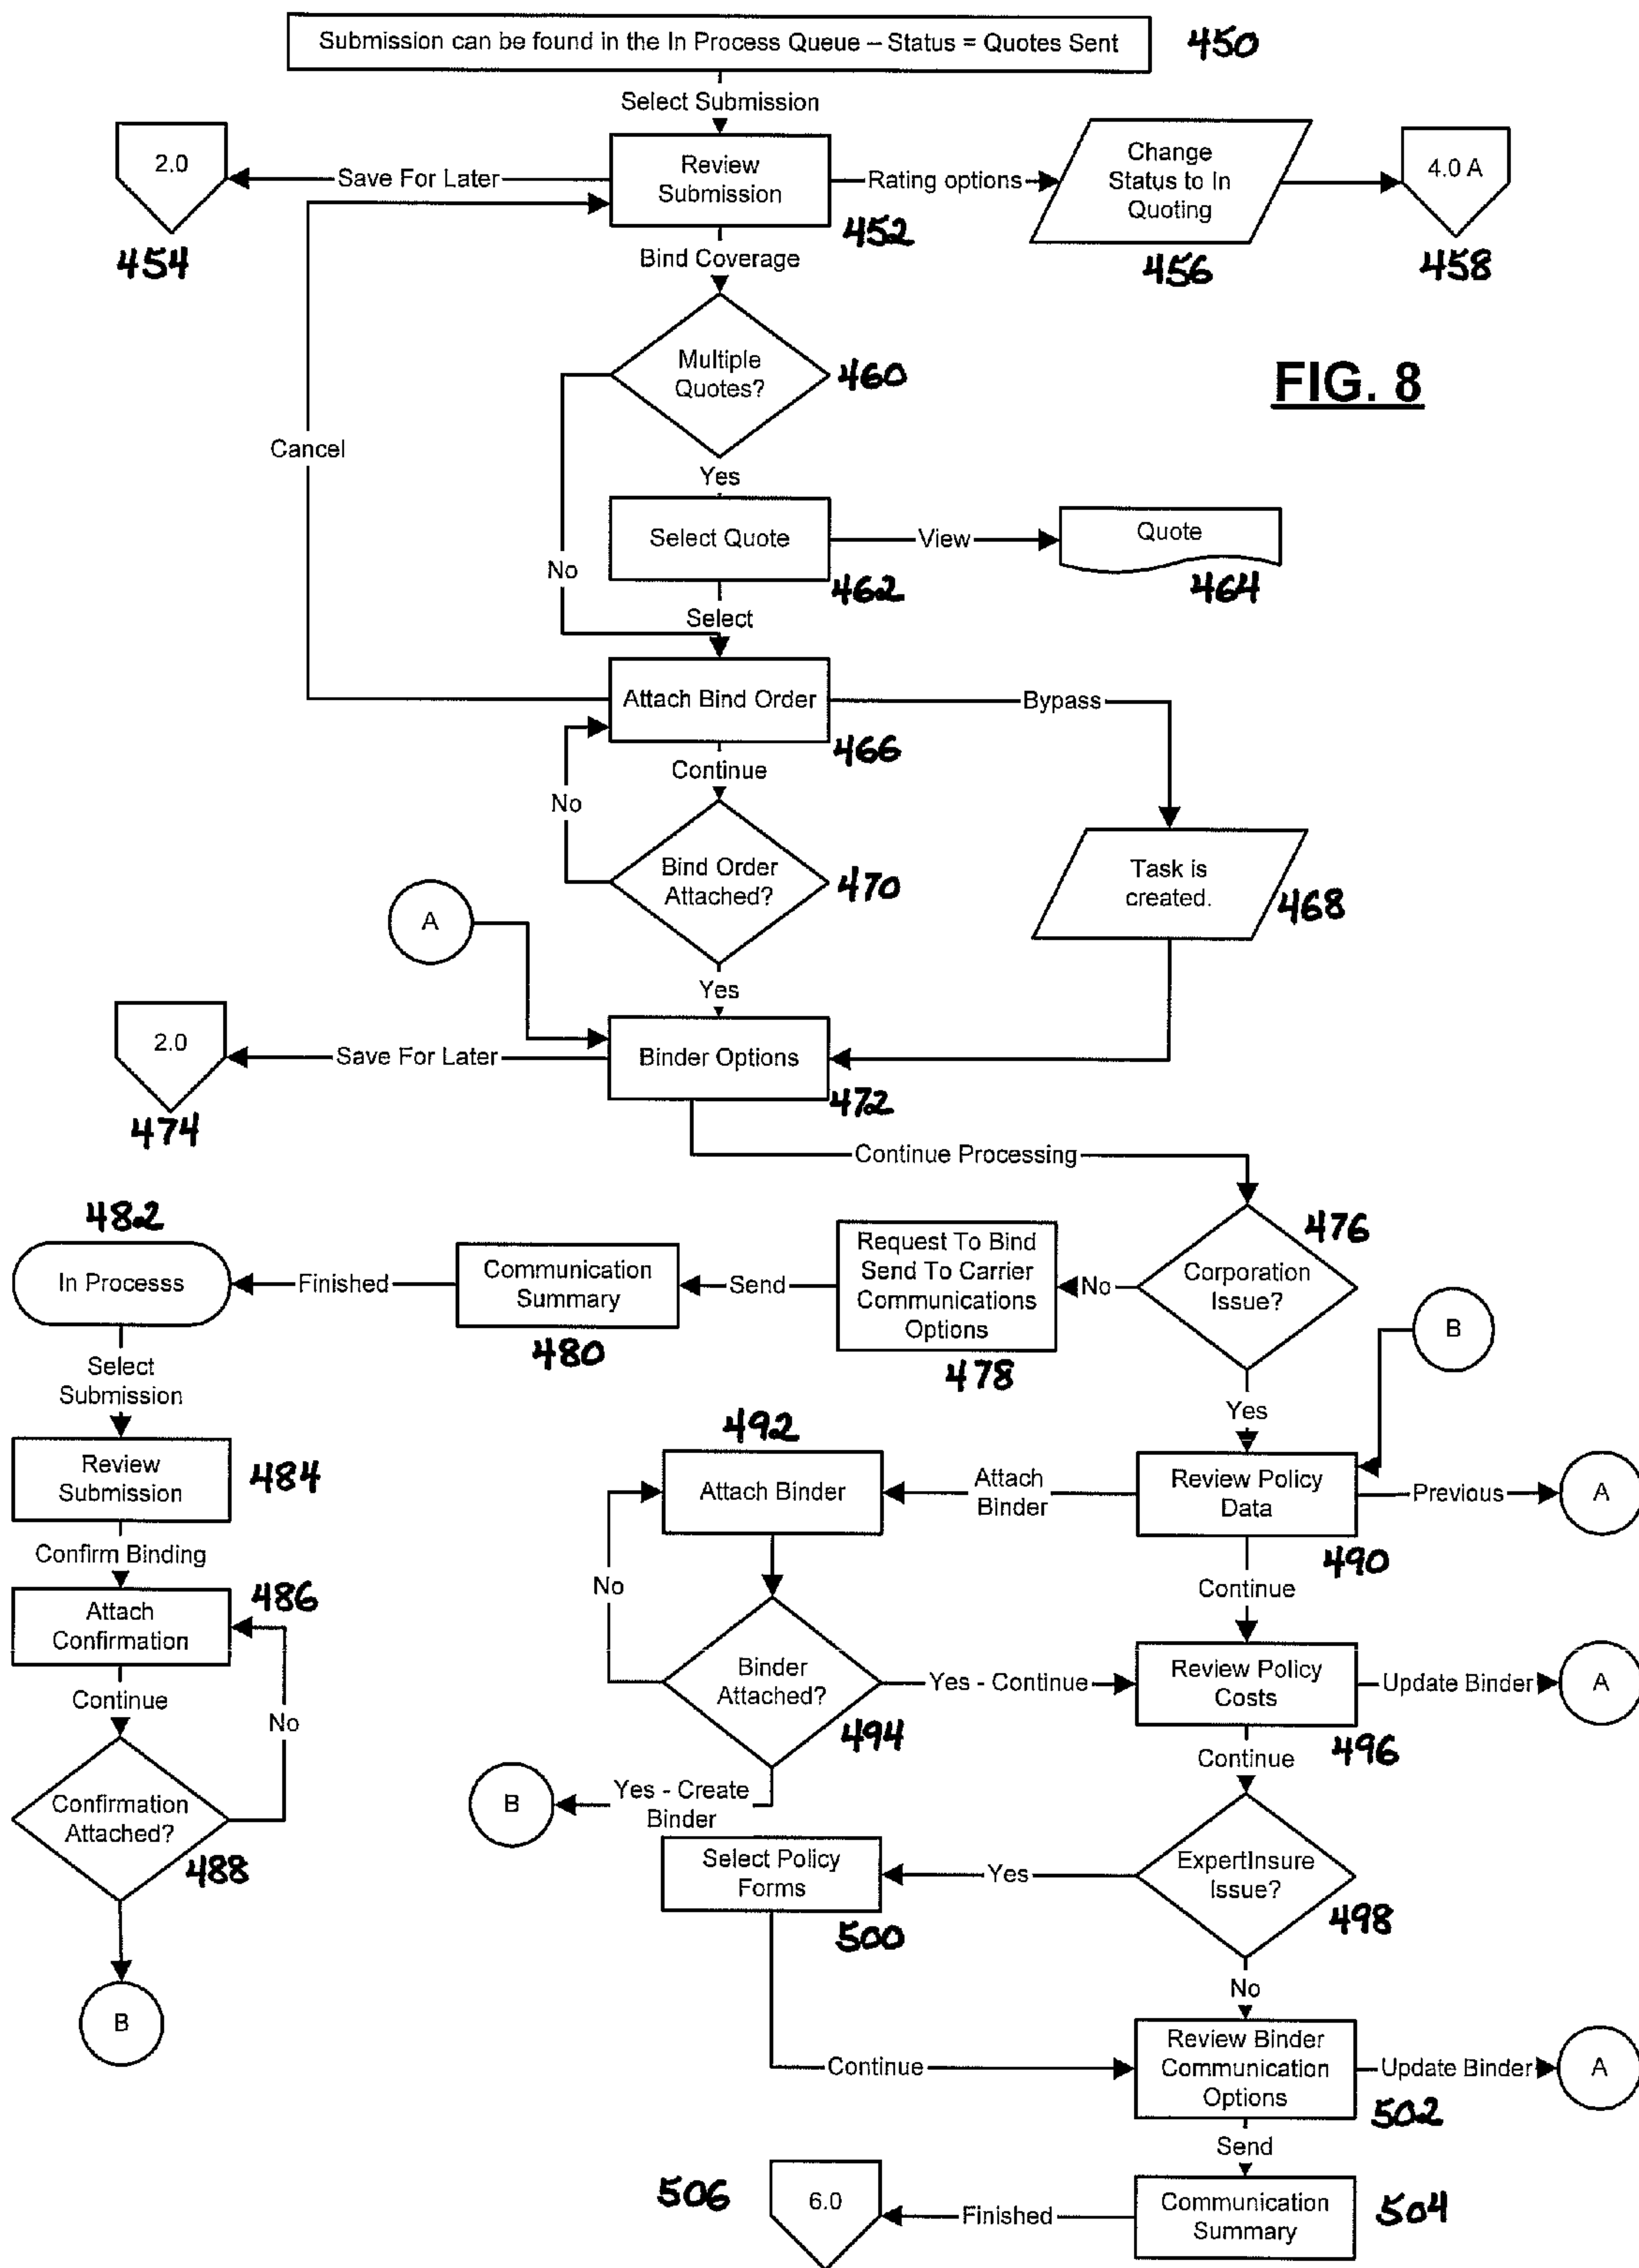 Submission can be found in the In Process Queue – Status = Quotes Sent
450
Select Submission
2.0
Save For Later
Review
Submission
Rating options
Change
Status to In
Quoting
4.0 A
454
452
456
458
Bind Coverage
Multiple
Quotes?
460
FIG. 8
Cancel
Yes
No
Select Quote
View
Quote
462
464
Select
Attach Bind Order
Bypass
466
Continue
No
Bind Order
Attached?
470
Task is
created.
468
A
Yes
2.0
Save For Later
Binder Options
472
474
Continue Processing
482
476
In Processs
Finished
Communication
Summary
Send
Request To Bind
Send To Carrier
Communications
Options
No
Corporation
Issue?
B
480
478
Select
Submission
Yes
492
Review
Submission
484
Attach Binder
Attach
Binder
Review Policy
Data
Previous
A
490
Confirm Binding
No
Continue
486
Attach
Confirmation
Binder
Attached?
Yes - Continue
Review Policy
Costs
Update Binder
A
494
496
Continue
No
Continue
Confirmation
Attached?
488
B
Yes - Create
Binder
Select Policy
Forms
Yes
ExpertInsure
Issue?
500
498
No
B
Continue
Review Binder
Communication
Options
Update Binder
A
502
Send
506
6.0
Finished
Communication
Summary
504